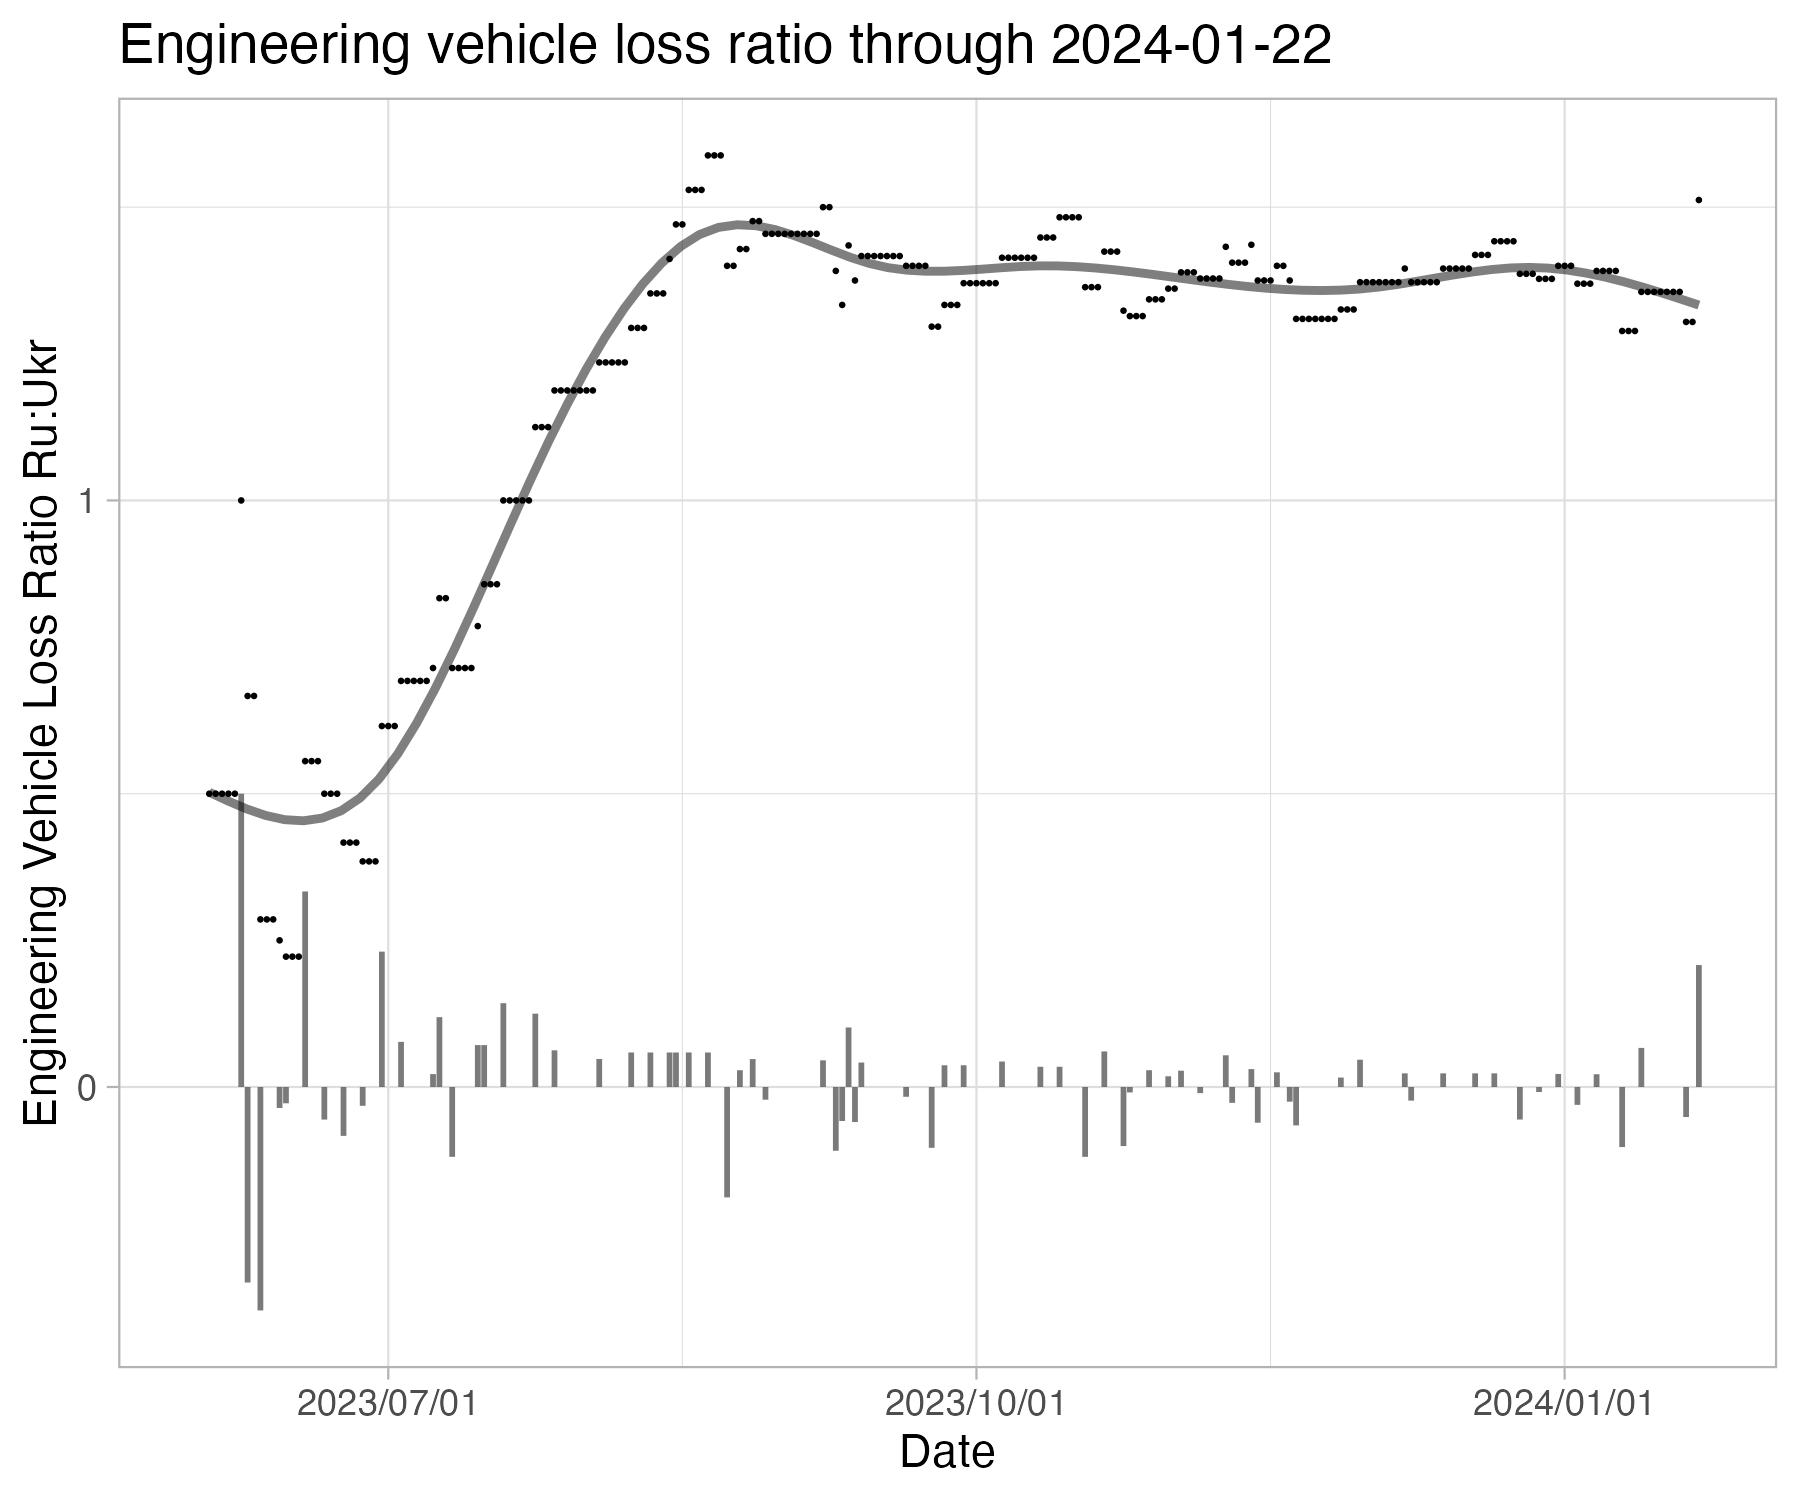 Engineering vehicle loss ratio through 2024-01-22
Engineering Vehicle Loss Ratio Ru:Ukr
1
0
2023/07/01
2023/10/01
2024/01/01
Date